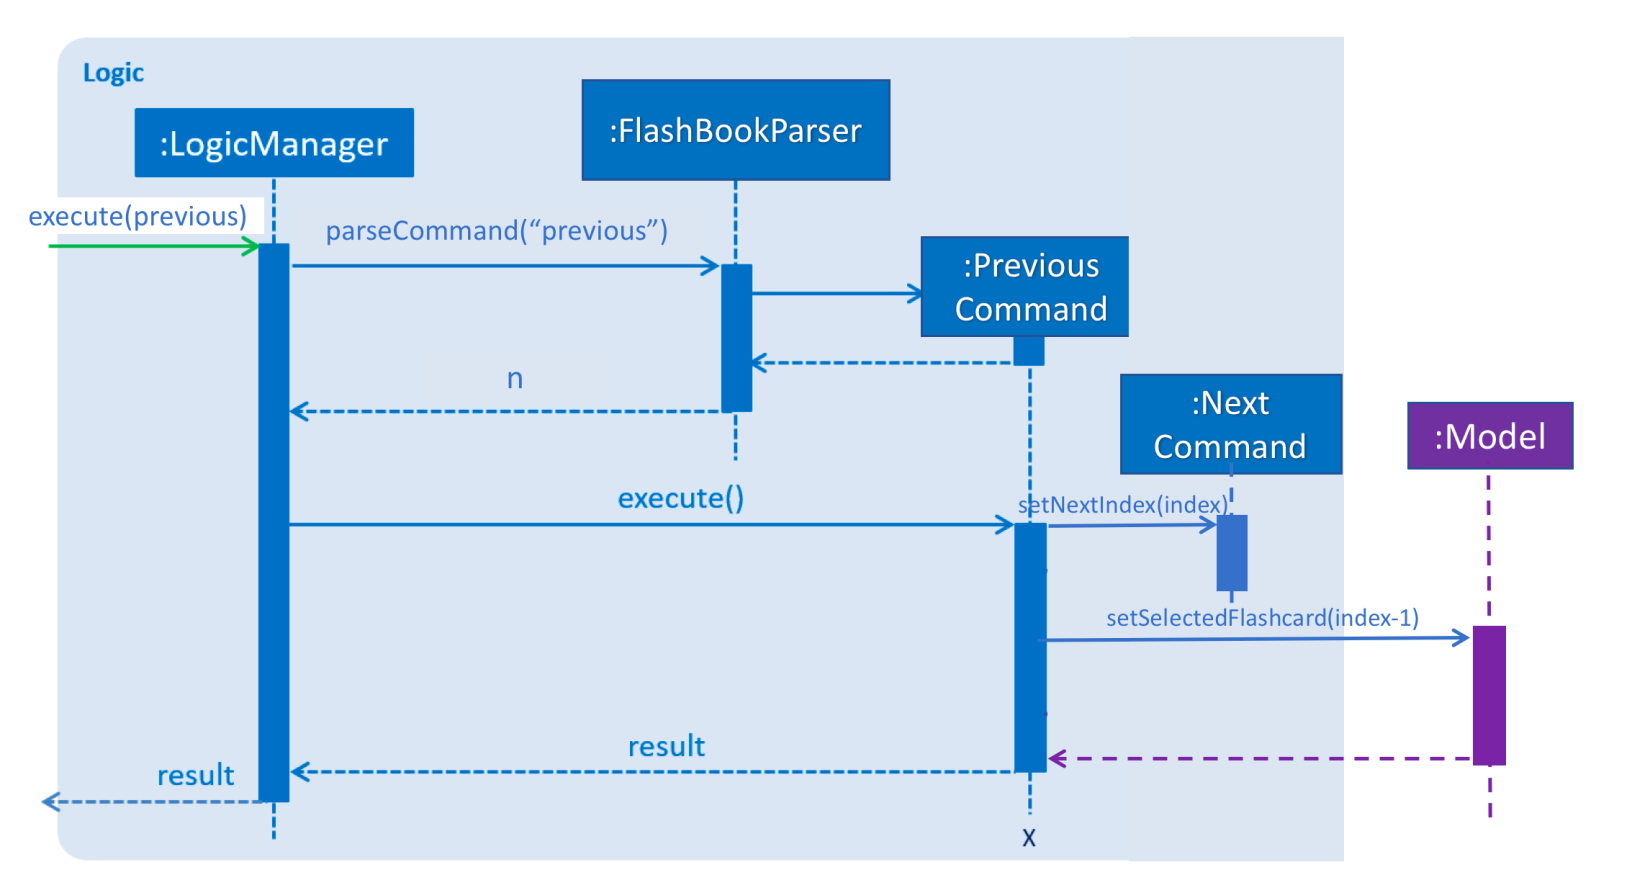 Logic
:LogicManager
:FlashBookParser
execute(previous)
parseCommand(“previous”)
:Previous
Command
n
:Next
Command
:Model
execute()
setNextIndex(index)
setSelectedFlashcard(index-1)
result
result
X